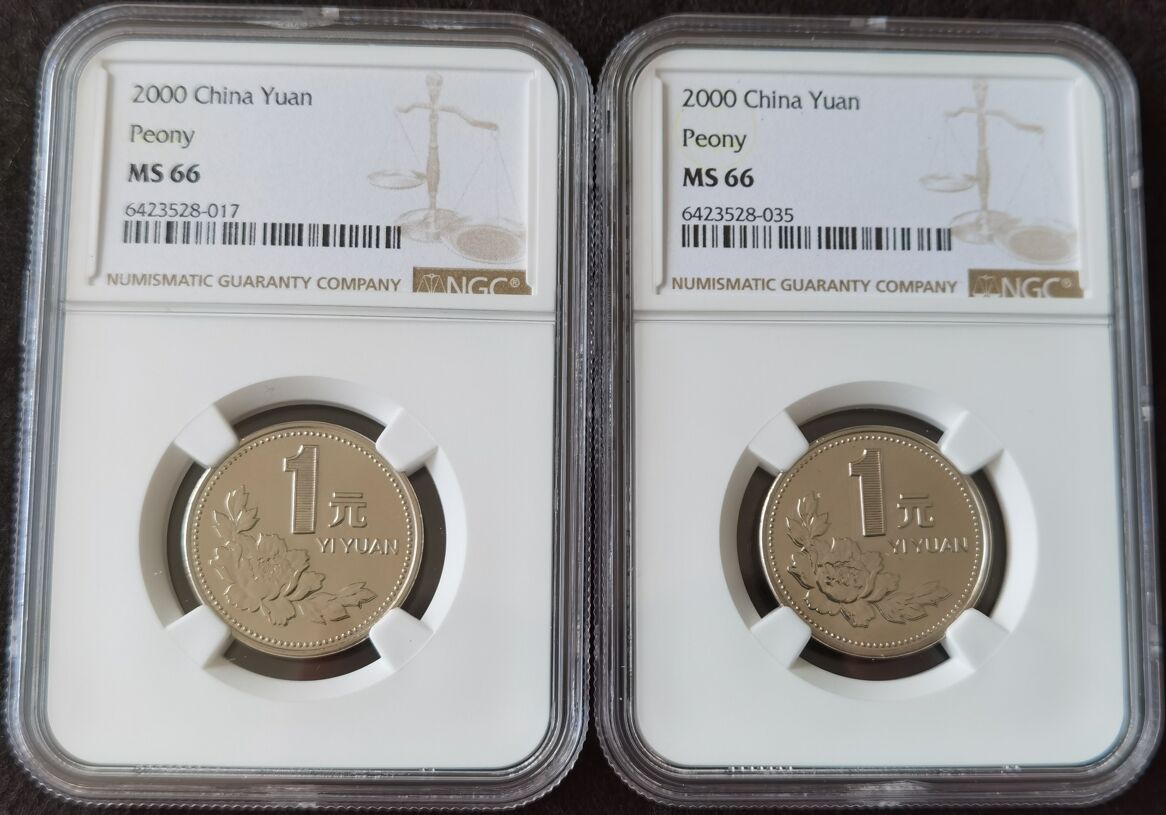 2000 China Yuan
Peony
MS 66
6423528-017
NUMISMATIC GUARANTY COMPANY NGC®
1元
YI YUAN
2000 China Yuan
Peony
MS 66
6423528-035
NUMISMATIC GUARANTY COMPANY NGC®
1元
YI YUAN